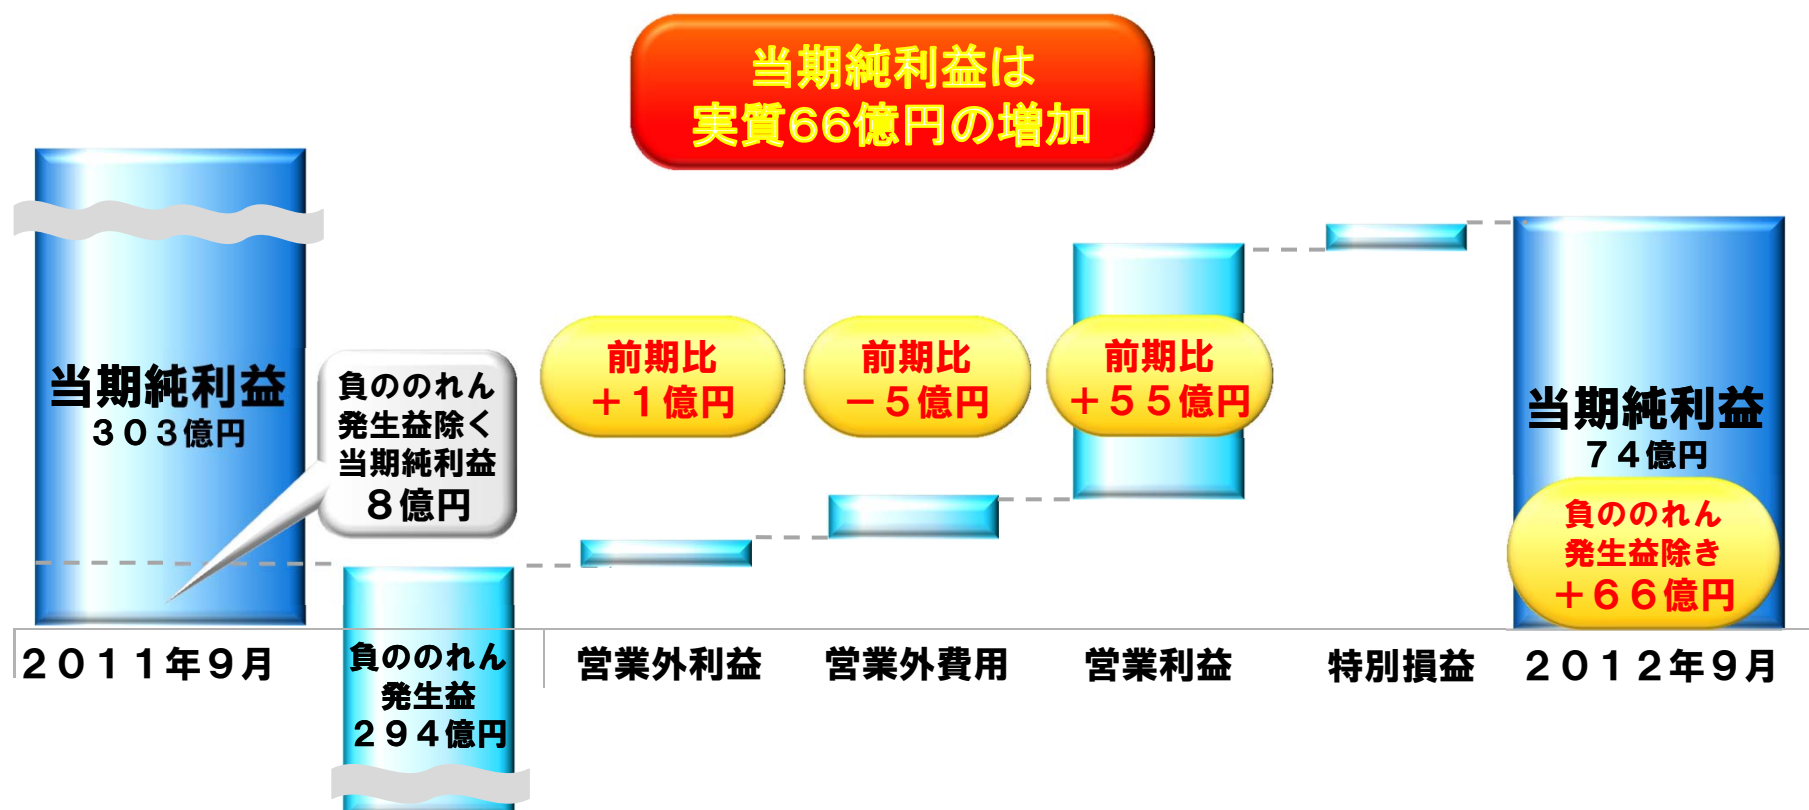 当期純利益は
実質66億円の増加
当期純利益
303億円
負ののれん
発生益除く
当期純利益
8億円
前期比
+1億円
前期比
-5億円
前期比
+55億円
当期純利益
74億円
負ののれん
発生益除き
+66億円
2011年9月
負ののれん
発生益
294億円
営業外利益
営業外費用
営業利益
特別損益
2012年9月